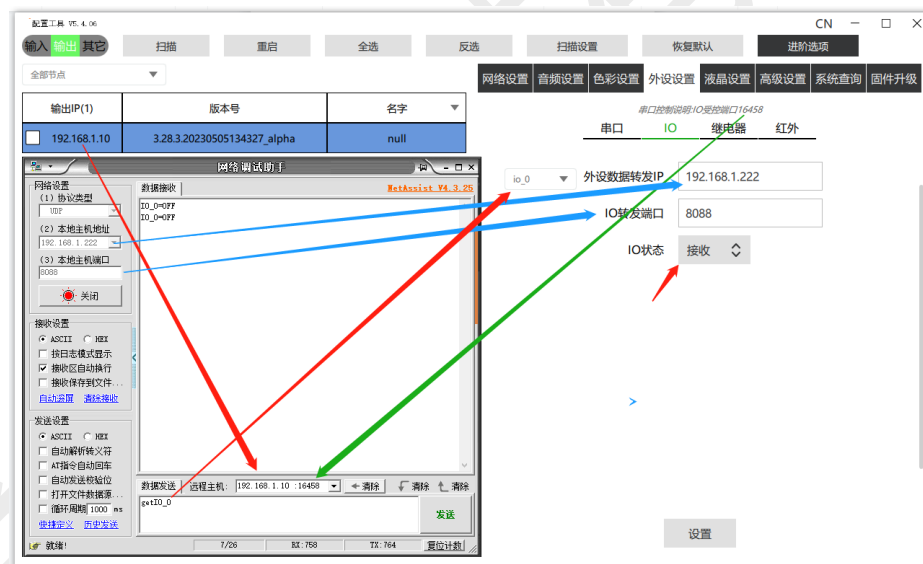 配置工具 V5.4.06
CN
输入 输出 其它 扫描 重启 全选 反选 扫描设置 恢复默认 进阶选项
全部节点
网络设置 音频设置 色彩设置 外设设置 液晶设置 高级设置 系统查询 固件升级
输出IP(1) 版本号 名字
串口控制说明:IO受控端口16458
串口 IO 继电器 红外
192.168.1.10 3.28.3.20230505134327_alpha null
网络调试助手
网络设置
(1) 协议类型
UDP
(2) 本地主机地址
192.168.1.222
(3) 本地主机端口
8088
关闭
数据接收 NetAssist V4.3.25
IO_0=OFF
IO_0=OFF
io_0 外设数据转发IP 192.168.1.222
IO转发端口 8088
IO状态 接收
接收设置
ASCII HEX
按日志模式显示
接收区自动换行
接收保存到文件...
自动滚屏 清除接收
发送设置
ASCII HEX
自动解析转义符
AT指令自动回车
自动发送校验位
打开文件数据源...
循环周期 1000 ms
快捷定义 历史发送
数据发送 远程主机: 192.168.1.10 :16458 清除 清除 清除
getIO_0
发送
设置
就绪! 7/26 RX:758 TX:764 复位计数